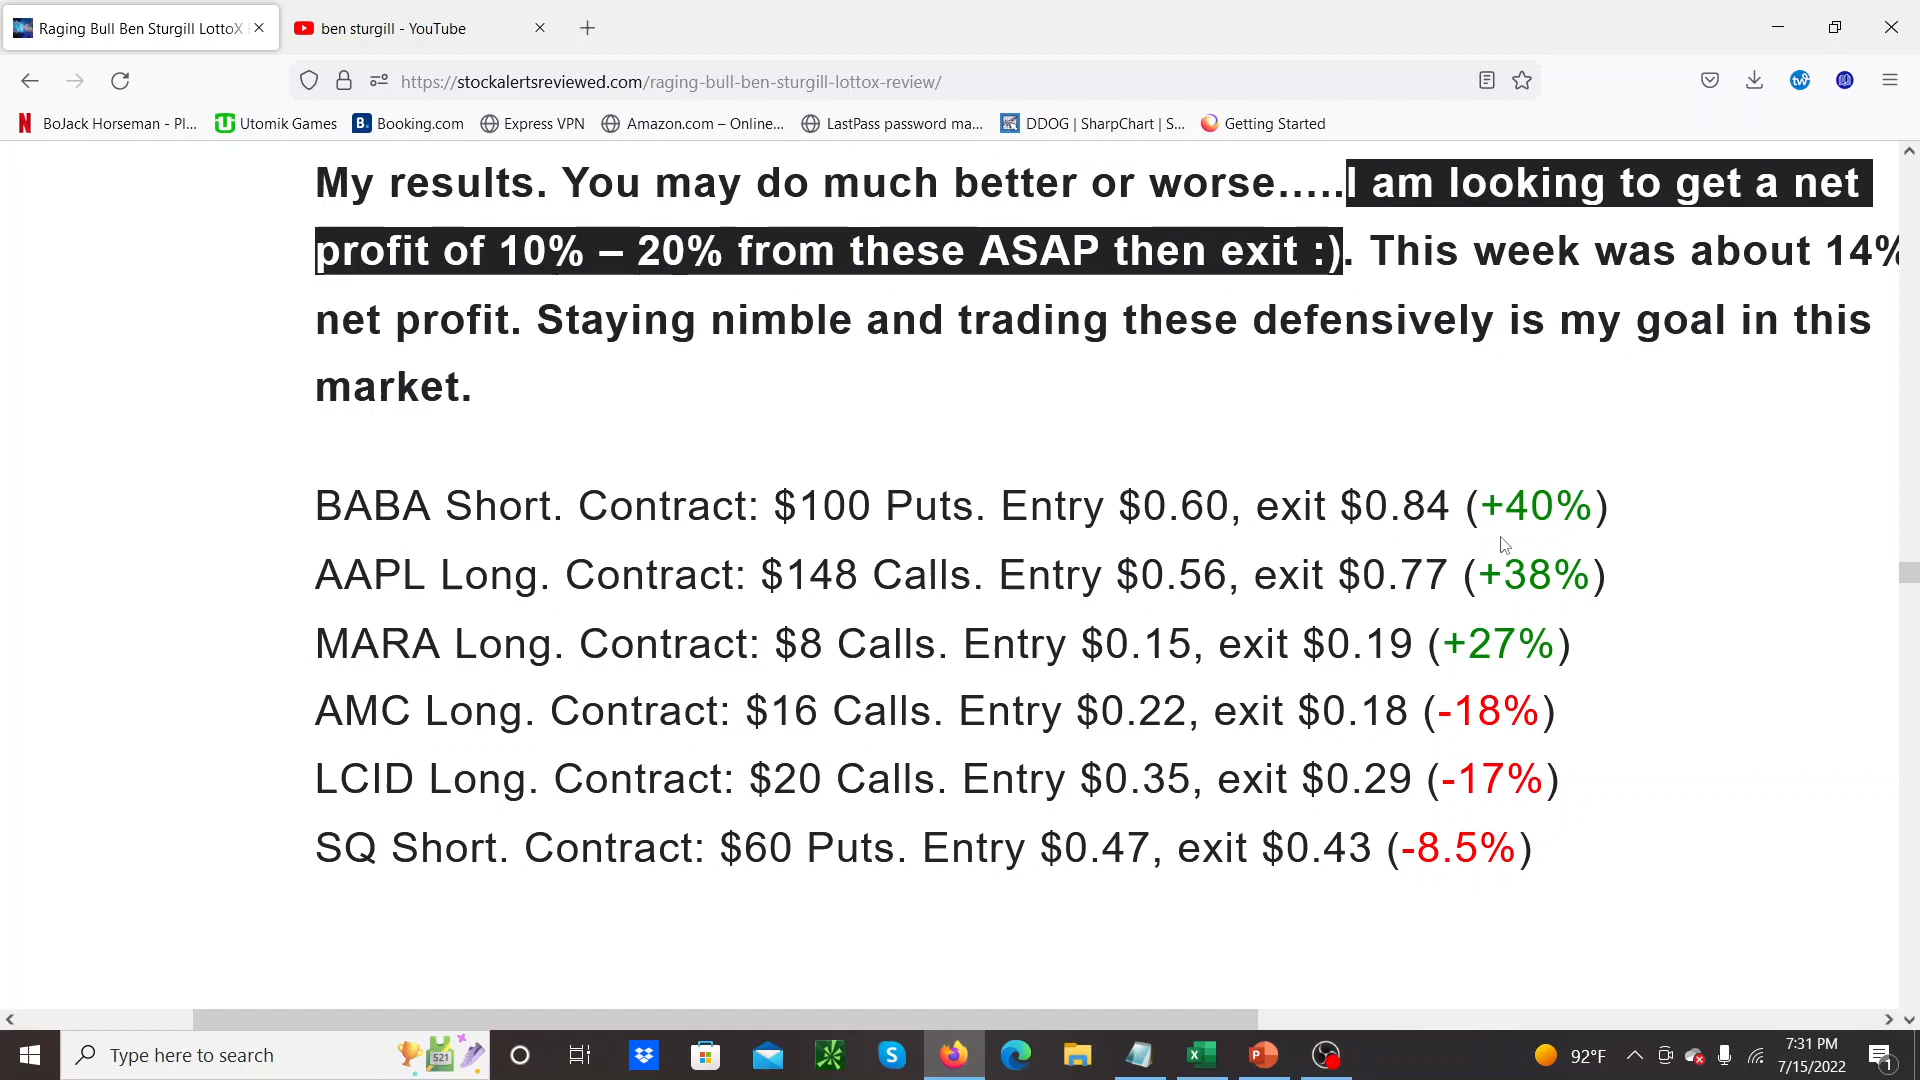 Raging Bull Ben Sturgill LottoX
ben sturgill - YouTube
https://stockalertsreviewed.com/raging-bull-ben-sturgill-lottox-review/
BoJack Horseman - Pl...
Utomik Games
Booking.com
Express VPN
Amazon.com – Online...
LastPass password ma...
DDOG | SharpChart | S...
Getting Started
My results. You may do much better or worse…..I am looking to get a net
profit of 10% – 20% from these ASAP then exit :). This week was about 14%
net profit. Staying nimble and trading these defensively is my goal in this
market.
BABA Short. Contract: $100 Puts. Entry $0.60, exit $0.84 (+40%)
AAPL Long. Contract: $148 Calls. Entry $0.56, exit $0.77 (+38%)
MARA Long. Contract: $8 Calls. Entry $0.15, exit $0.19 (+27%)
AMC Long. Contract: $16 Calls. Entry $0.22, exit $0.18 (-18%)
LCID Long. Contract: $20 Calls. Entry $0.35, exit $0.29 (-17%)
SQ Short. Contract: $60 Puts. Entry $0.47, exit $0.43 (-8.5%)
Type here to search
521
92°F
7:31 PM
7/15/2022
1